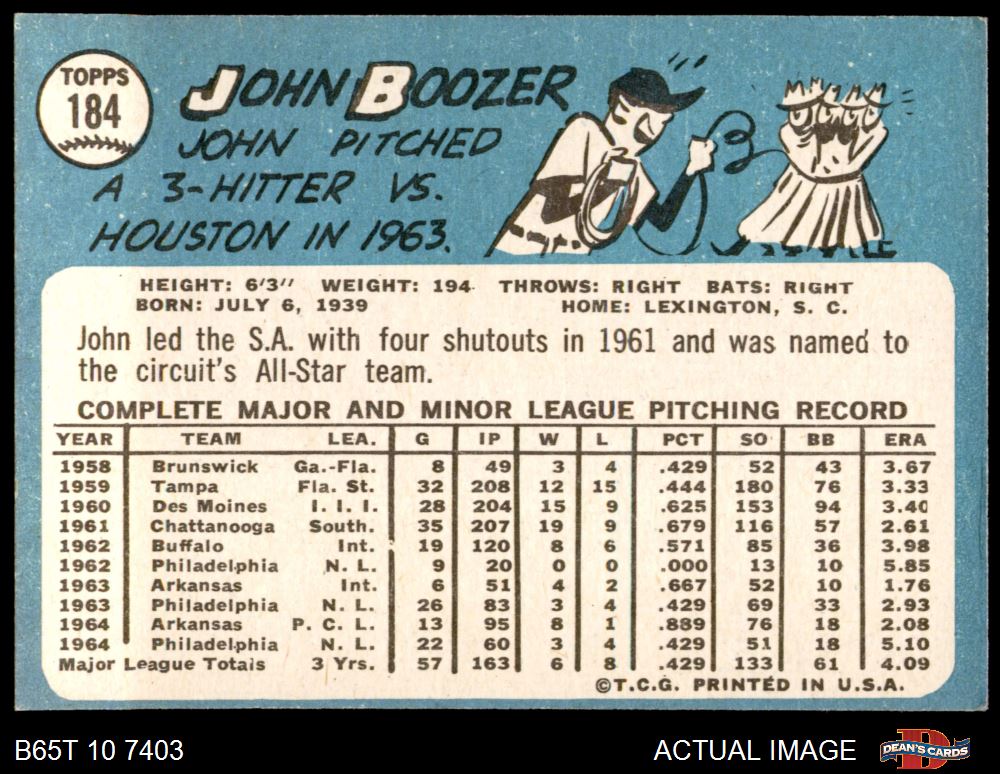 TOPPS
184
JOHN BOOZER
JOHN PITCHED
A 3-HITTER VS.
HOUSTON IN 1963.
HEIGHT: 6'3" WEIGHT: 194 THROWS: RIGHT BATS: RIGHT
BORN: JULY 6, 1939 HOME: LEXINGTON, S. C.
John led the S.A. with four shutouts in 1961 and was named to
the circuit's All-Star team.
COMPLETE MAJOR AND MINOR LEAGUE PITCHING RECORD
YEAR TEAM LEA. G IP W L PCT SO BB ERA
1958 Brunswick Ga.-Fla. 8 49 3 4 .429 52 43 3.67
1959 Tampa Fla. St. 32 208 12 15 .444 180 76 3.33
1960 Des Moines I. I. I. 28 204 15 9 .625 153 94 3.40
1961 Chattanooga South. 35 207 19 9 .679 116 57 2.61
1962 Buffalo Int. 19 120 8 6 .571 85 36 3.98
1962 Philadelphia N. L. 9 20 0 0 .000 13 10 5.85
1963 Arkansas Int. 6 51 4 2 .667 52 10 1.76
1963 Philadelphia N. L. 26 83 3 4 .429 69 33 2.93
1964 Arkansas P. C. L. 13 95 8 1 .889 76 18 2.08
1964 Philadelphia N. L. 22 60 3 4 .429 51 18 5.10
Major League Totals 3 Yrs. 57 163 6 8 .429 133 61 4.09
©T.C.G. PRINTED IN U.S.A.
B65T 10 7403 ACTUAL IMAGE DEAN'S CARDS